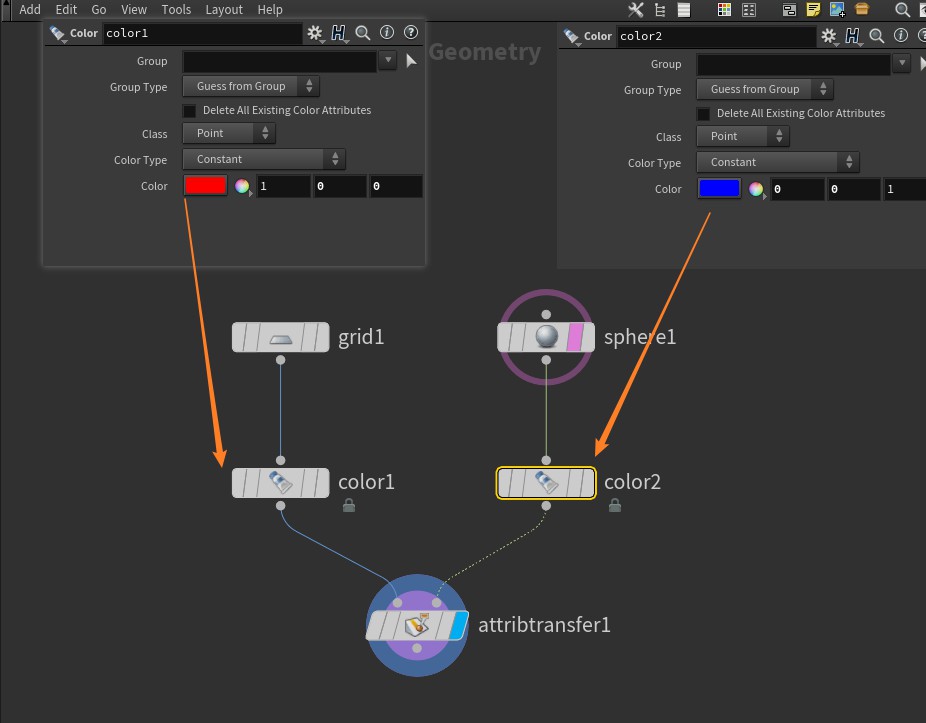 Add Edit Go View Tools Layout Help
Color color1
Group
Group Type Guess from Group
Delete All Existing Color Attributes
Class Point
Color Type Constant
Color 1 0 0
Geometry
Color color2
Group
Group Type Guess from Group
Delete All Existing Color Attributes
Class Point
Color Type Constant
Color 0 0 1
grid1
sphere1
color1
color2
attribtransfer1